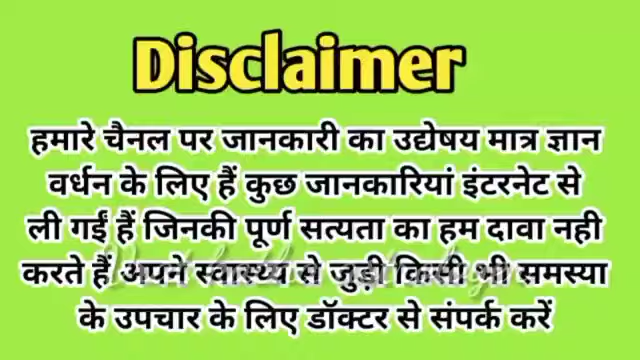 Disclaimer
हमारे चैनल पर जानकारी का उद्येषय मात्र ज्ञान
वर्धन के लिए हैं कुछ जानकारियां इंटरनेट से
ली गईं हैं जिनकी पूर्ण सत्यता का हम दावा नही
करते हैं अपने स्वास्थ्य से जुड़ी किसी भी समस्या
के उपचार के लिए डॉक्टर से संपर्क करें